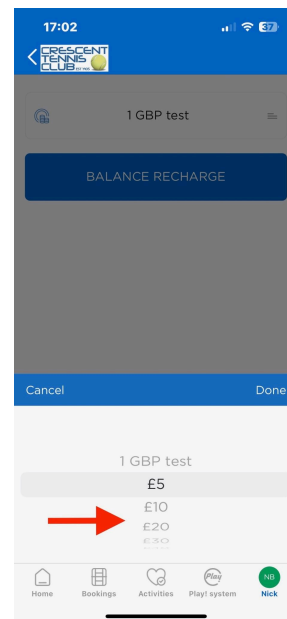 17:02
37
CRESCENT
TENNIS
CLUB
1 GBP test
BALANCE RECHARGE
Cancel
Done
1 GBP test
£5
£10
£20
£30
Play
NB
Home
Bookings
Activities
Play! system
Nick